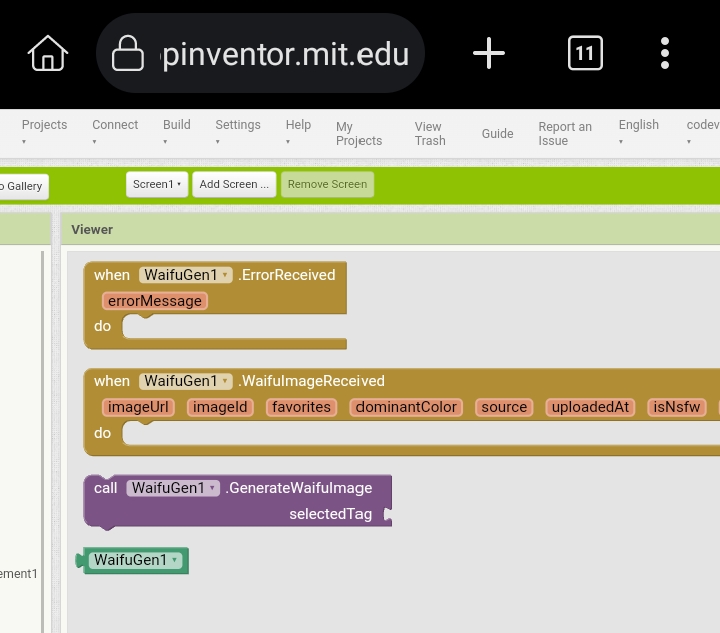 pinventor.mit.edu
11
Projects Connect Build Settings Help My Projects View Trash Guide Report an Issue English codev
o Gallery Screen1 Add Screen ... Remove Screen
Viewer
when WaifuGen1 .ErrorReceived
errorMessage
do
when WaifuGen1 .WaifuImageReceived
imageUrl imageId favorites dominantColor source uploadedAt isNsfw
do
call WaifuGen1 .GenerateWaifuImage
selectedTag
WaifuGen1
ement1